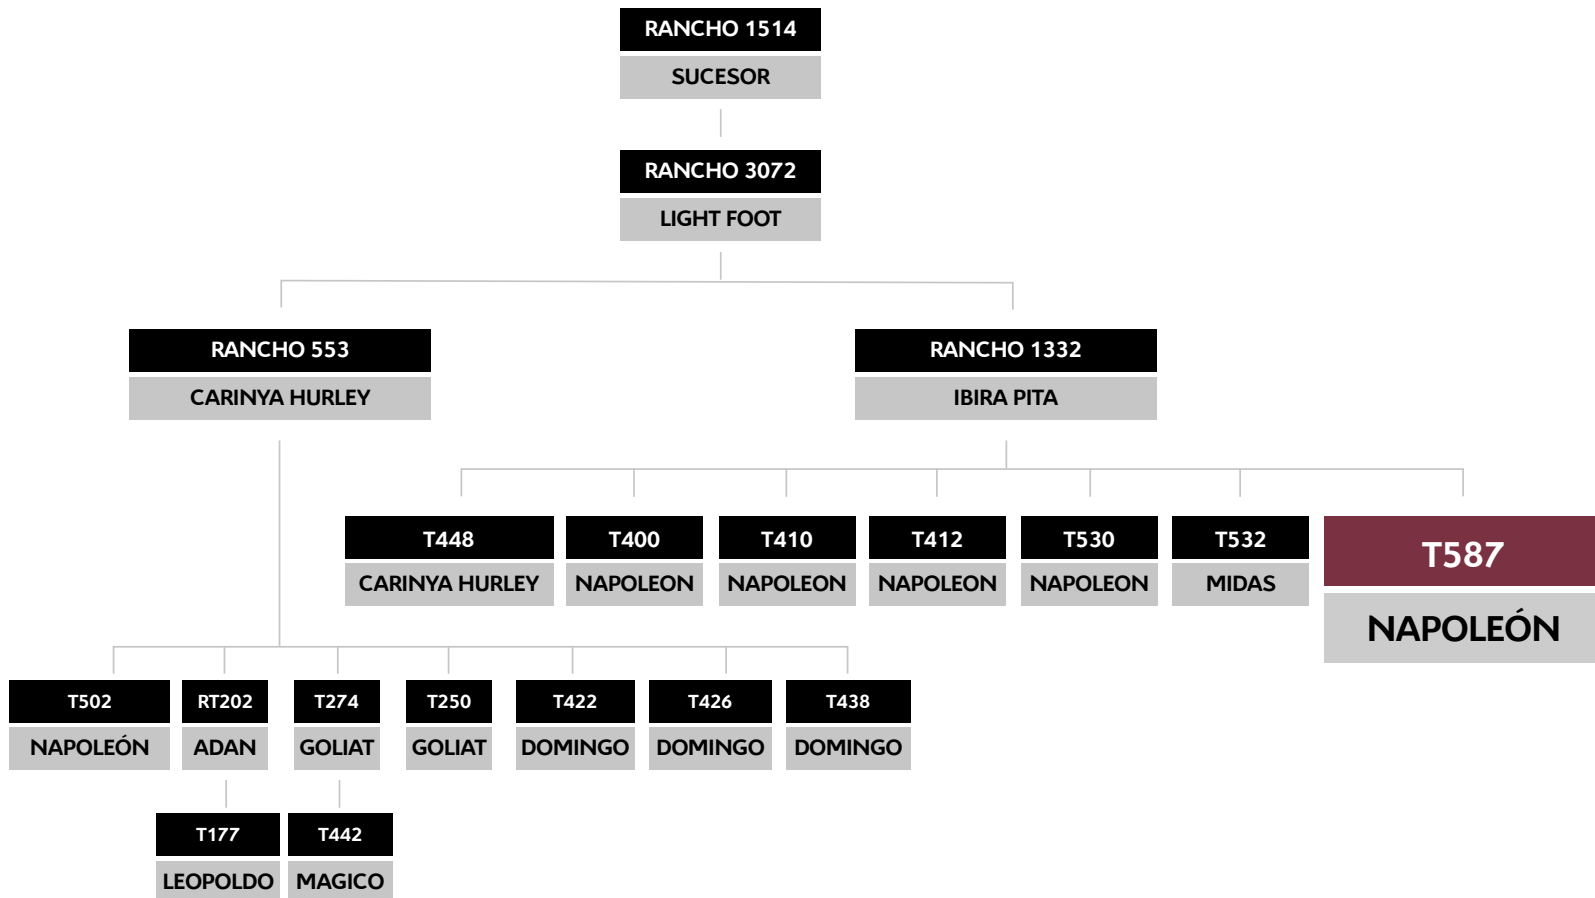 RANCHO 1514
SUCESOR
RANCHO 3072
LIGHT FOOT
RANCHO 553
CARINYA HURLEY
RANCHO 1332
IBIRA PITA
T448
CARINYA HURLEY
T400
NAPOLEON
T410
NAPOLEON
T412
NAPOLEON
T530
NAPOLEON
T532
MIDAS
T587
NAPOLEÓN
T502
NAPOLEÓN
RT202
ADAN
T274
GOLIAT
T250
GOLIAT
T422
DOMINGO
T426
DOMINGO
T438
DOMINGO
T177
LEOPOLDO
T442
MAGICO